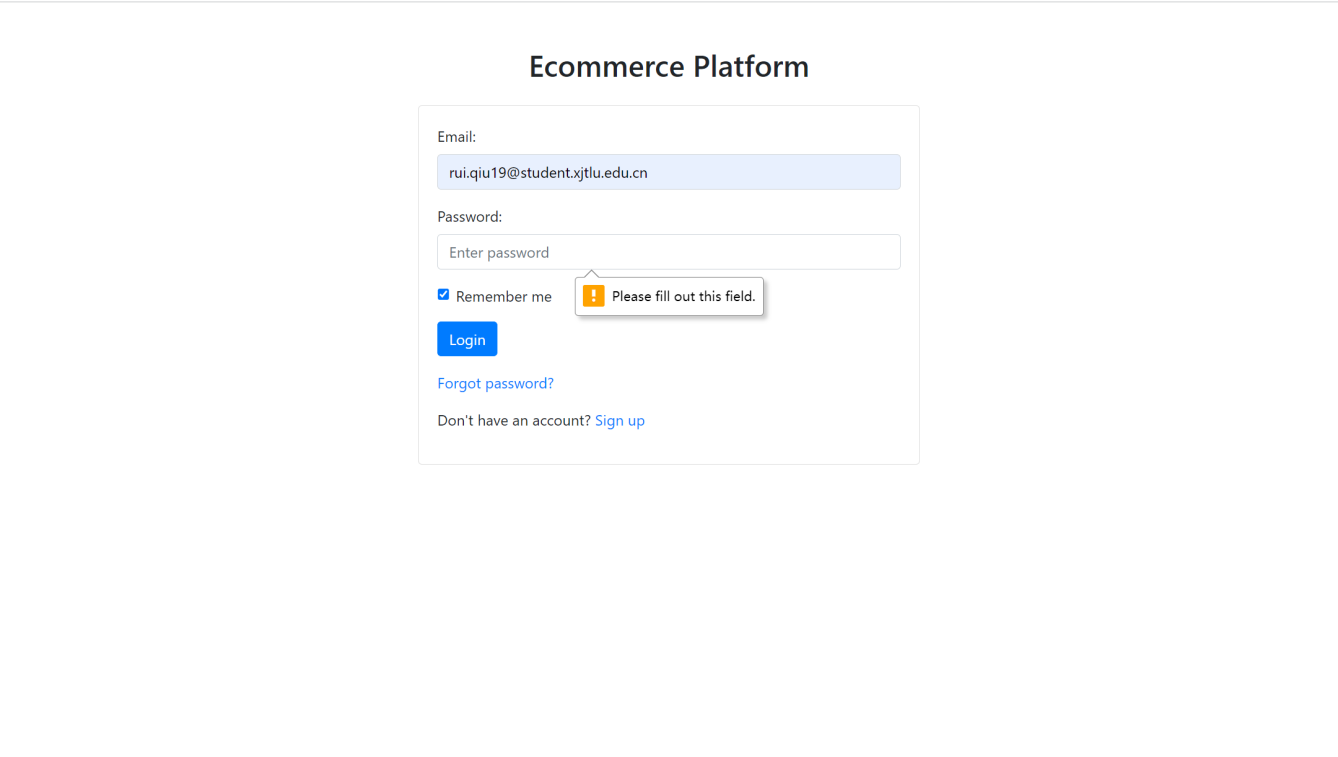 Ecommerce Platform
Email:
rui.qiu19@student.xjtlu.edu.cn
Password:
Enter password
Remember me
Please fill out this field.
Login
Forgot password?
Don't have an account? Sign up